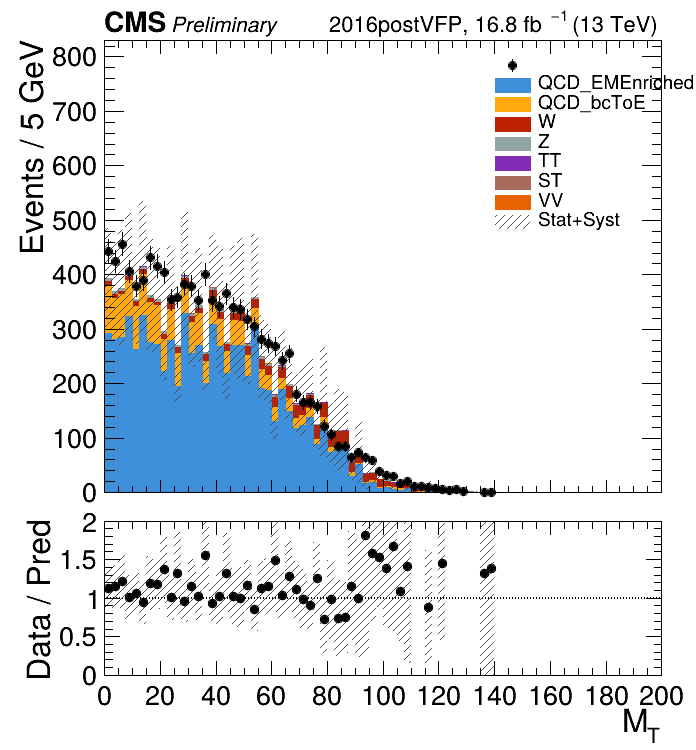 CMS Preliminary 2016postVFP, 16.8 fb⁻¹ (13 TeV)
Events / 5 GeV
800
700
600
500
400
300
200
100
0
QCD_EMEnriched
QCD_bcToE
W
Z
TT
ST
VV
Stat+Syst
Data / Pred
2
1.5
1
0.5
0
0 20 40 60 80 100 120 140 160 180 200
M_T